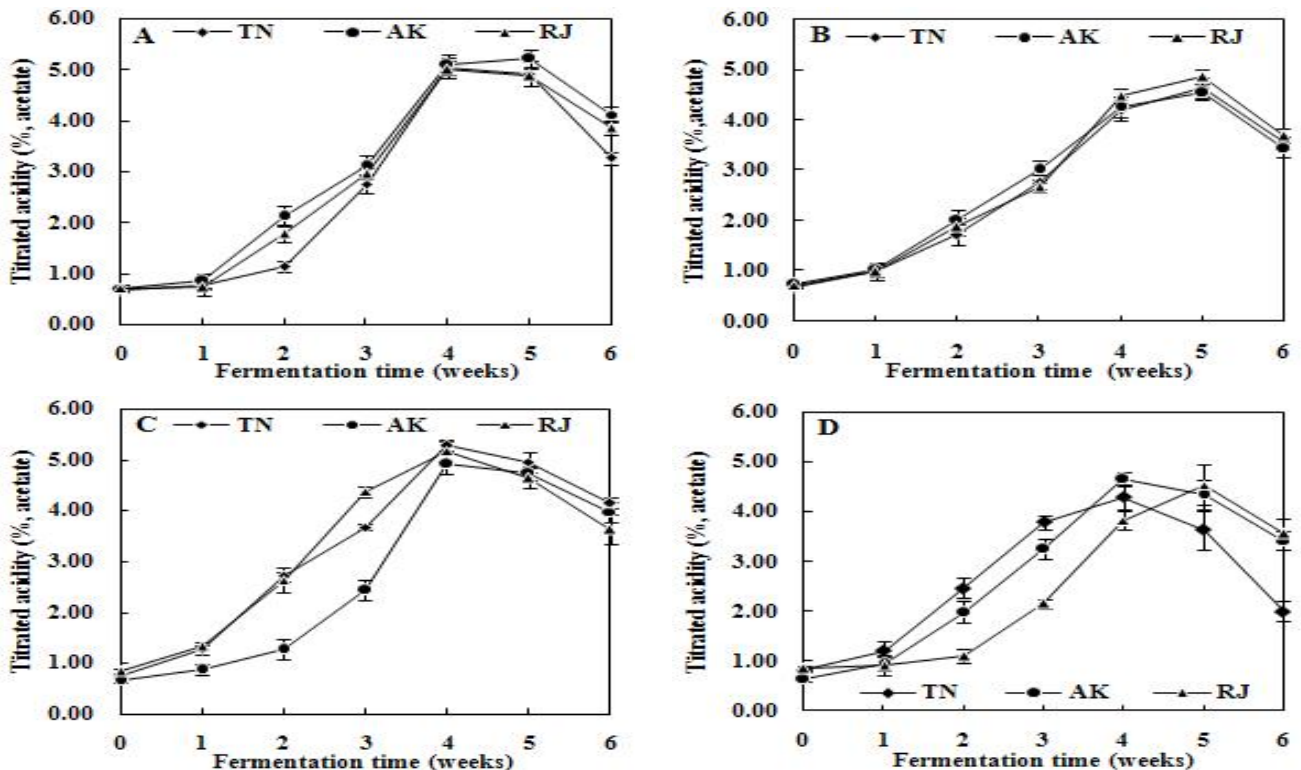 A
TN AK RJ
Titrated acidity (%, acetate)
6.00
5.00
4.00
3.00
2.00
1.00
0.00
0 1 2 3 4 5 6
Fermentation time (weeks)
B
TN AK RJ
Titrated acidity (%,acetate)
6.00
5.00
4.00
3.00
2.00
1.00
0.00
0 1 2 3 4 5 6
Fermentation time (weeks)
C
TN AK RJ
Titrated acidity (%, acetate)
6.00
5.00
4.00
3.00
2.00
1.00
0.00
0 1 2 3 4 5 6
Fermentation time (weeks)
D
Titrated acidity (%, acetate)
6.00
5.00
4.00
3.00
2.00
1.00
0.00
TN AK RJ
0 1 2 3 4 5 6
Fermentation time (weeks)